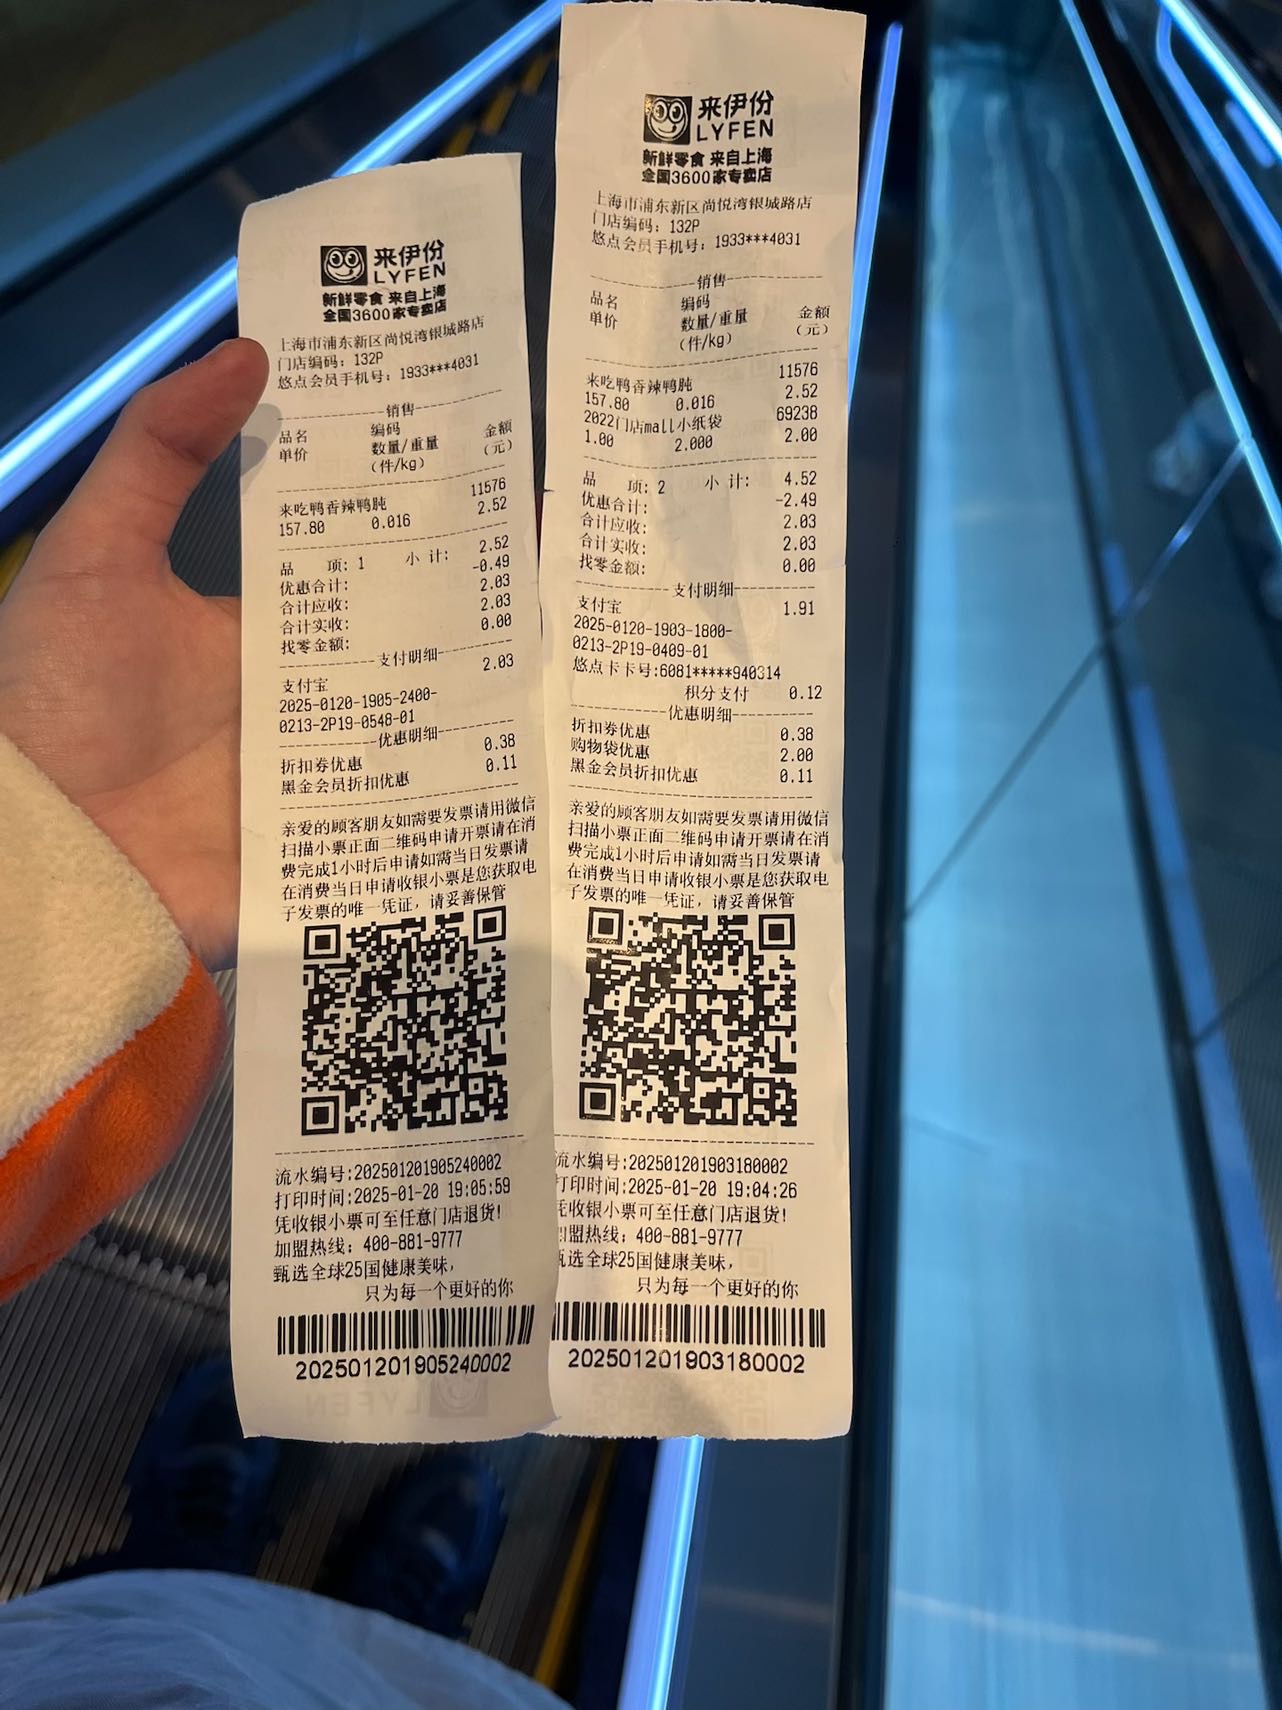 来伊份
LYFEN
新鲜零食 来自上海
全国3600家专卖店
上海市浦东新区尚悦湾银城路店
门店编码：132P
悠点会员手机号：1933***4031
销售
品名 编码 金额
单价 数量/重量 （元）
（件/kg）
来吃鸭香辣鸭肫 11576
157.80 0.016 2.52
品 项：1 小 计： 2.52
优惠合计： -0.49
合计应收： 2.03
合计实收： 2.03
找零金额： 0.00
支付明细
支付宝 2.03
2025-0120-1905-2400-
0213-2P19-0548-01
优惠明细
折扣券优惠 0.38
黑金会员折扣优惠 0.11
亲爱的顾客朋友如需要发票请用微信
扫描小票正面二维码申请开票请在消
费完成1小时后申请如需当日发票请
在消费当日申请收银小票是您获取电
子发票的唯一凭证，请妥善保管
流水编号:202501201905240002
打印时间:2025-01-20 19:05:59
凭收银小票可至任意门店退货!
加盟热线：400-881-9777
甄选全球25国健康美味，
只为每一个更好的你
202501201905240002
来伊份
LYFEN
新鲜零食 来自上海
全国3600家专卖店
上海市浦东新区尚悦湾银城路店
门店编码：132P
悠点会员手机号：1933***4031
销售
品名 编码 金额
单价 数量/重量 （元）
（件/kg）
来吃鸭香辣鸭肫 11576
157.80 0.016 2.52
2022门店mall小纸袋 69238
1.00 2.000 2.00
品 项：2 小 计： 4.52
优惠合计： -2.49
合计应收： 2.03
合计实收： 2.03
找零金额： 0.00
支付明细
支付宝 1.91
2025-0120-1903-1800-
0213-2P19-0409-01
悠点卡卡号:6081*****940314
积分支付 0.12
优惠明细
折扣券优惠 0.38
购物袋优惠 2.00
黑金会员折扣优惠 0.11
亲爱的顾客朋友如需要发票请用微信
扫描小票正面二维码申请开票请在消
费完成1小时后申请如需当日发票请
在消费当日申请收银小票是您获取电
子发票的唯一凭证，请妥善保管
流水编号:202501201903180002
打印时间:2025-01-20 19:04:26
凭收银小票可至任意门店退货!
加盟热线：400-881-9777
甄选全球25国健康美味，
只为每一个更好的你
202501201903180002